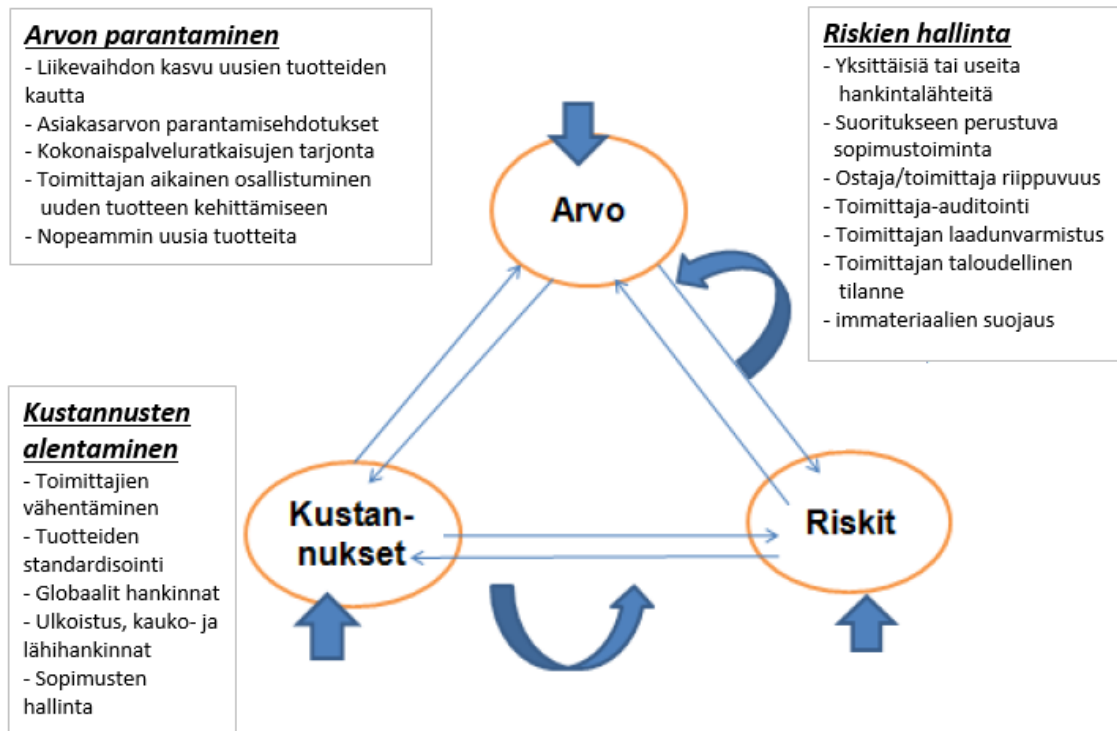 Arvon parantaminen
- Liikevaihdon kasvu uusien tuotteiden
kautta
- Asiakasarvon parantamisehdotukset
- Kokonaispalveluratkaisujen tarjonta
- Toimittajan aikainen osallistuminen
uuden tuotteen kehittämiseen
- Nopeammin uusia tuotteita
Riskien hallinta
- Yksittäisiä tai useita
hankintalähteitä
- Suoritukseen perustuva
sopimustoiminta
- Ostaja/toimittaja riippuvuus
- Toimittaja-auditointi
- Toimittajan laadunvarmistus
- Toimittajan taloudellinen
tilanne
- immateriaalien suojaus
Arvo
Kustannusten
alentaminen
- Toimittajien
vähentäminen
- Tuotteiden
standardisointi
- Globaalit hankinnat
- Ulkoistus, kauko- ja
lähihankinnat
- Sopimusten
hallinta
Kustan-
nukset
Riskit